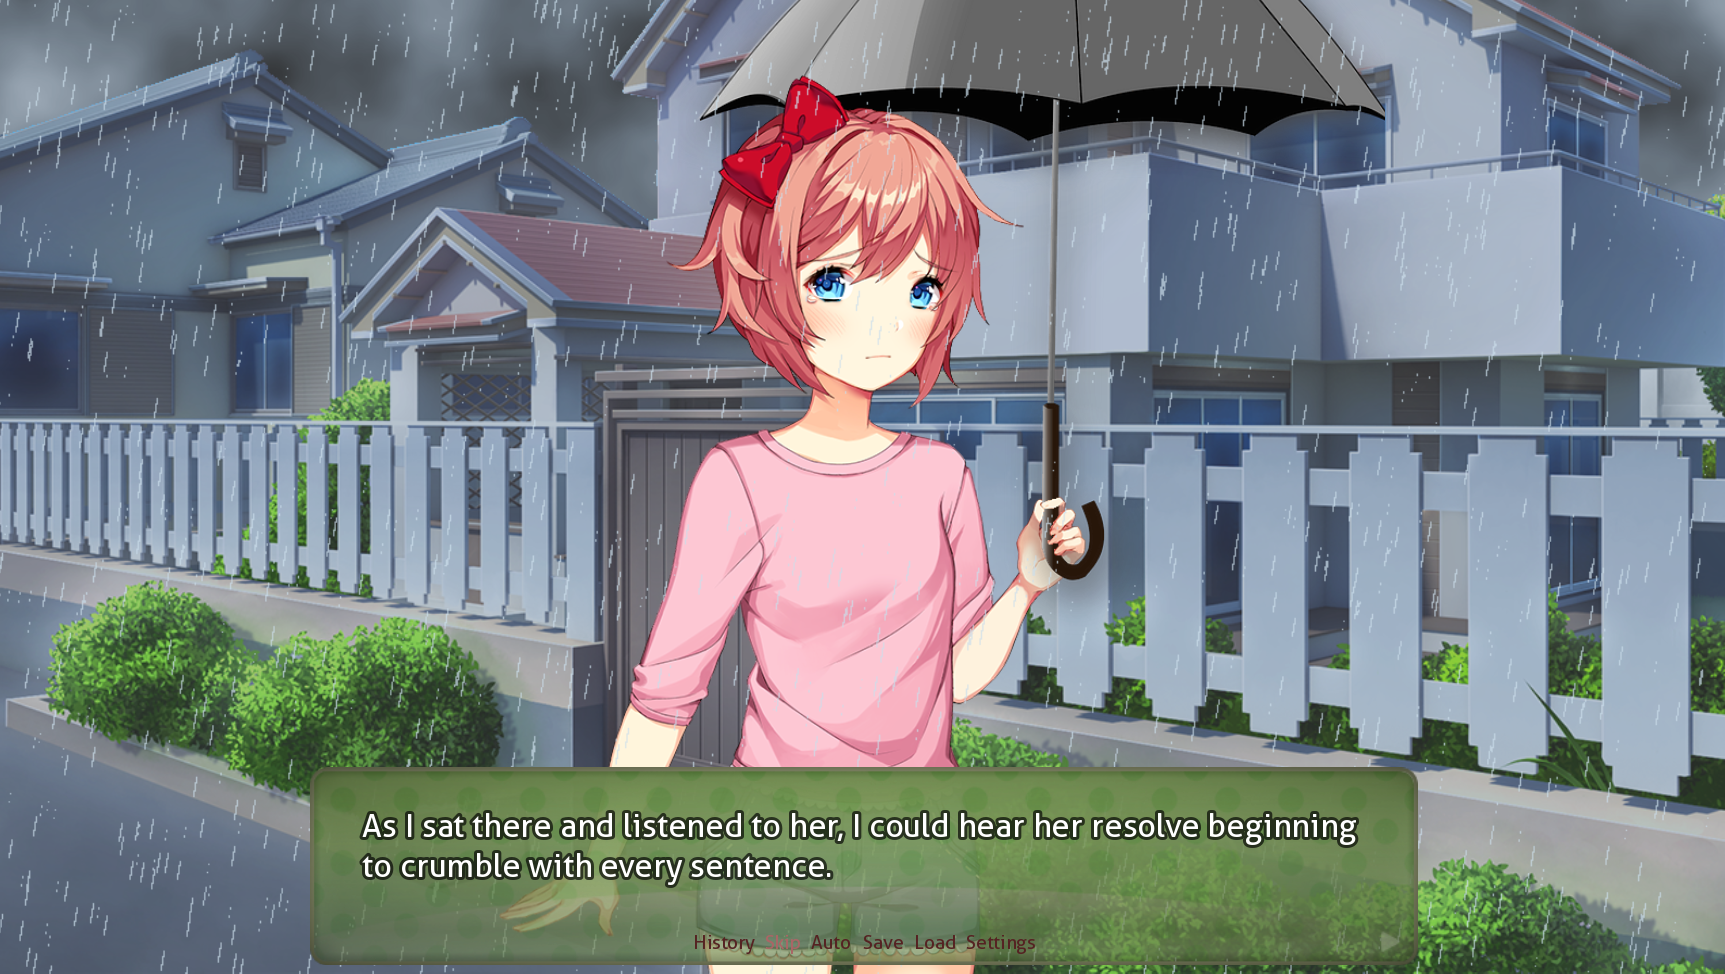 As I sat there and listened to her, I could hear her resolve beginning
to crumble with every sentence.
History Skip Auto Save Load Settings